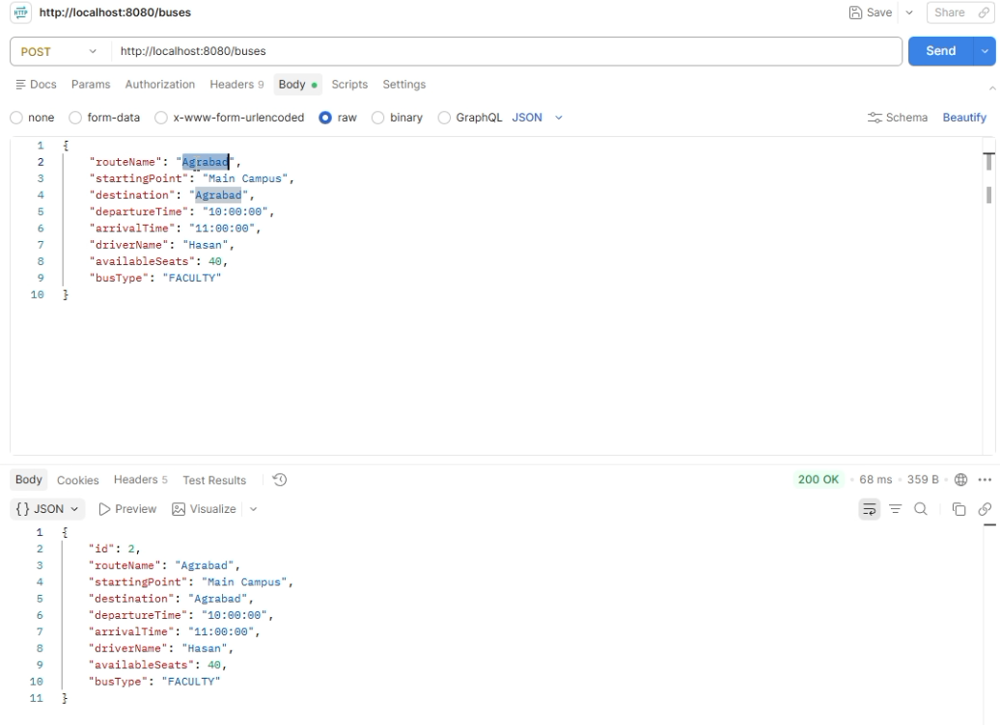 HTTP http://localhost:8080/buses Save Share
POST http://localhost:8080/buses Send
Docs Params Authorization Headers 9 Body Scripts Settings
none form-data x-www-form-urlencoded raw binary GraphQL JSON Schema Beautify
1 {
2 "routeName": "Agrabad",
3 "startingPoint": "Main Campus",
4 "destination": "Agrabad",
5 "departureTime": "10:00:00",
6 "arrivalTime": "11:00:00",
7 "driverName": "Hasan",
8 "availableSeats": 40,
9 "busType": "FACULTY"
10 }
Body Cookies Headers 5 Test Results 200 OK • 68 ms • 359 B
{} JSON Preview Visualize
1 {
2 "id": 2,
3 "routeName": "Agrabad",
4 "startingPoint": "Main Campus",
5 "destination": "Agrabad",
6 "departureTime": "10:00:00",
7 "arrivalTime": "11:00:00",
8 "driverName": "Hasan",
9 "availableSeats": 40,
10 "busType": "FACULTY"
11 }